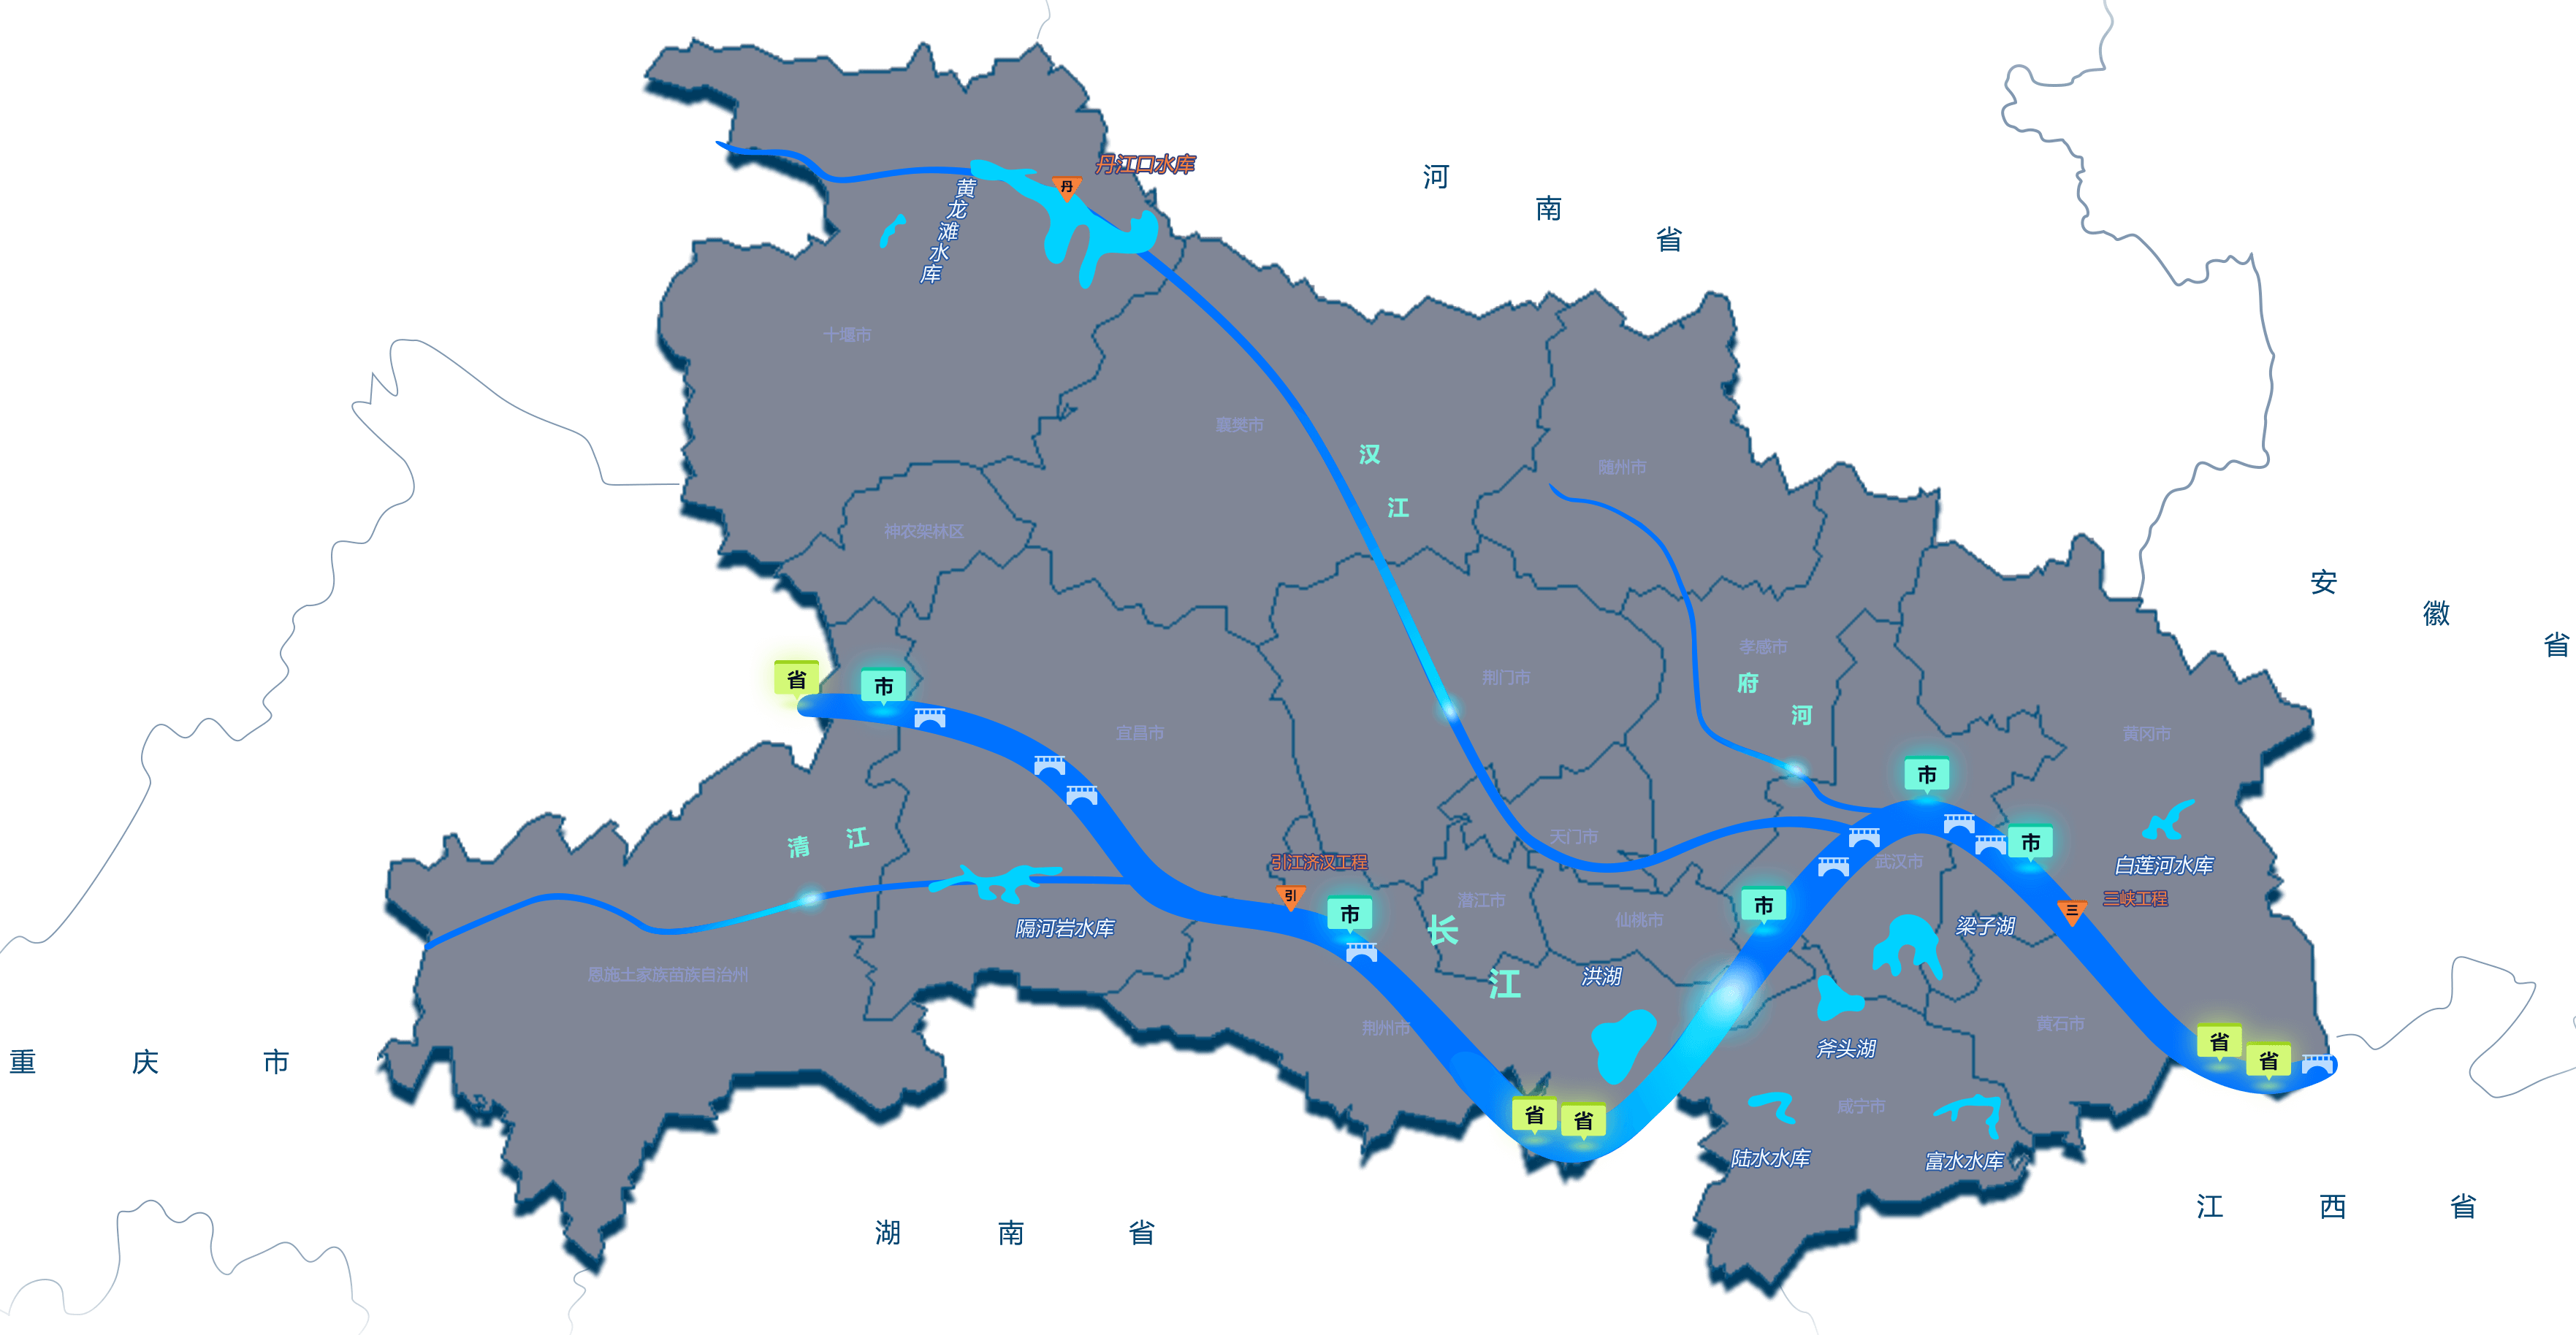 丹江口水库
丹
河南省
黄龙滩水库
十堰市
襄樊市
汉江
随州市
神农架林区
安徽省
孝感市
省
市
荆门市
府河
宜昌市
黄冈市
市
清江
天门市
市
引江济汉工程
武汉市
白莲河水库
引
潜江市
三峡工程
市
市
三
隔河岩水库
长江
仙桃市
梁子湖
恩施土家族苗族自治州
洪湖
荆州市
黄石市
省
省
斧头湖
重庆市
省
省
咸宁市
陆水水库
富水水库
江西省
湖南省